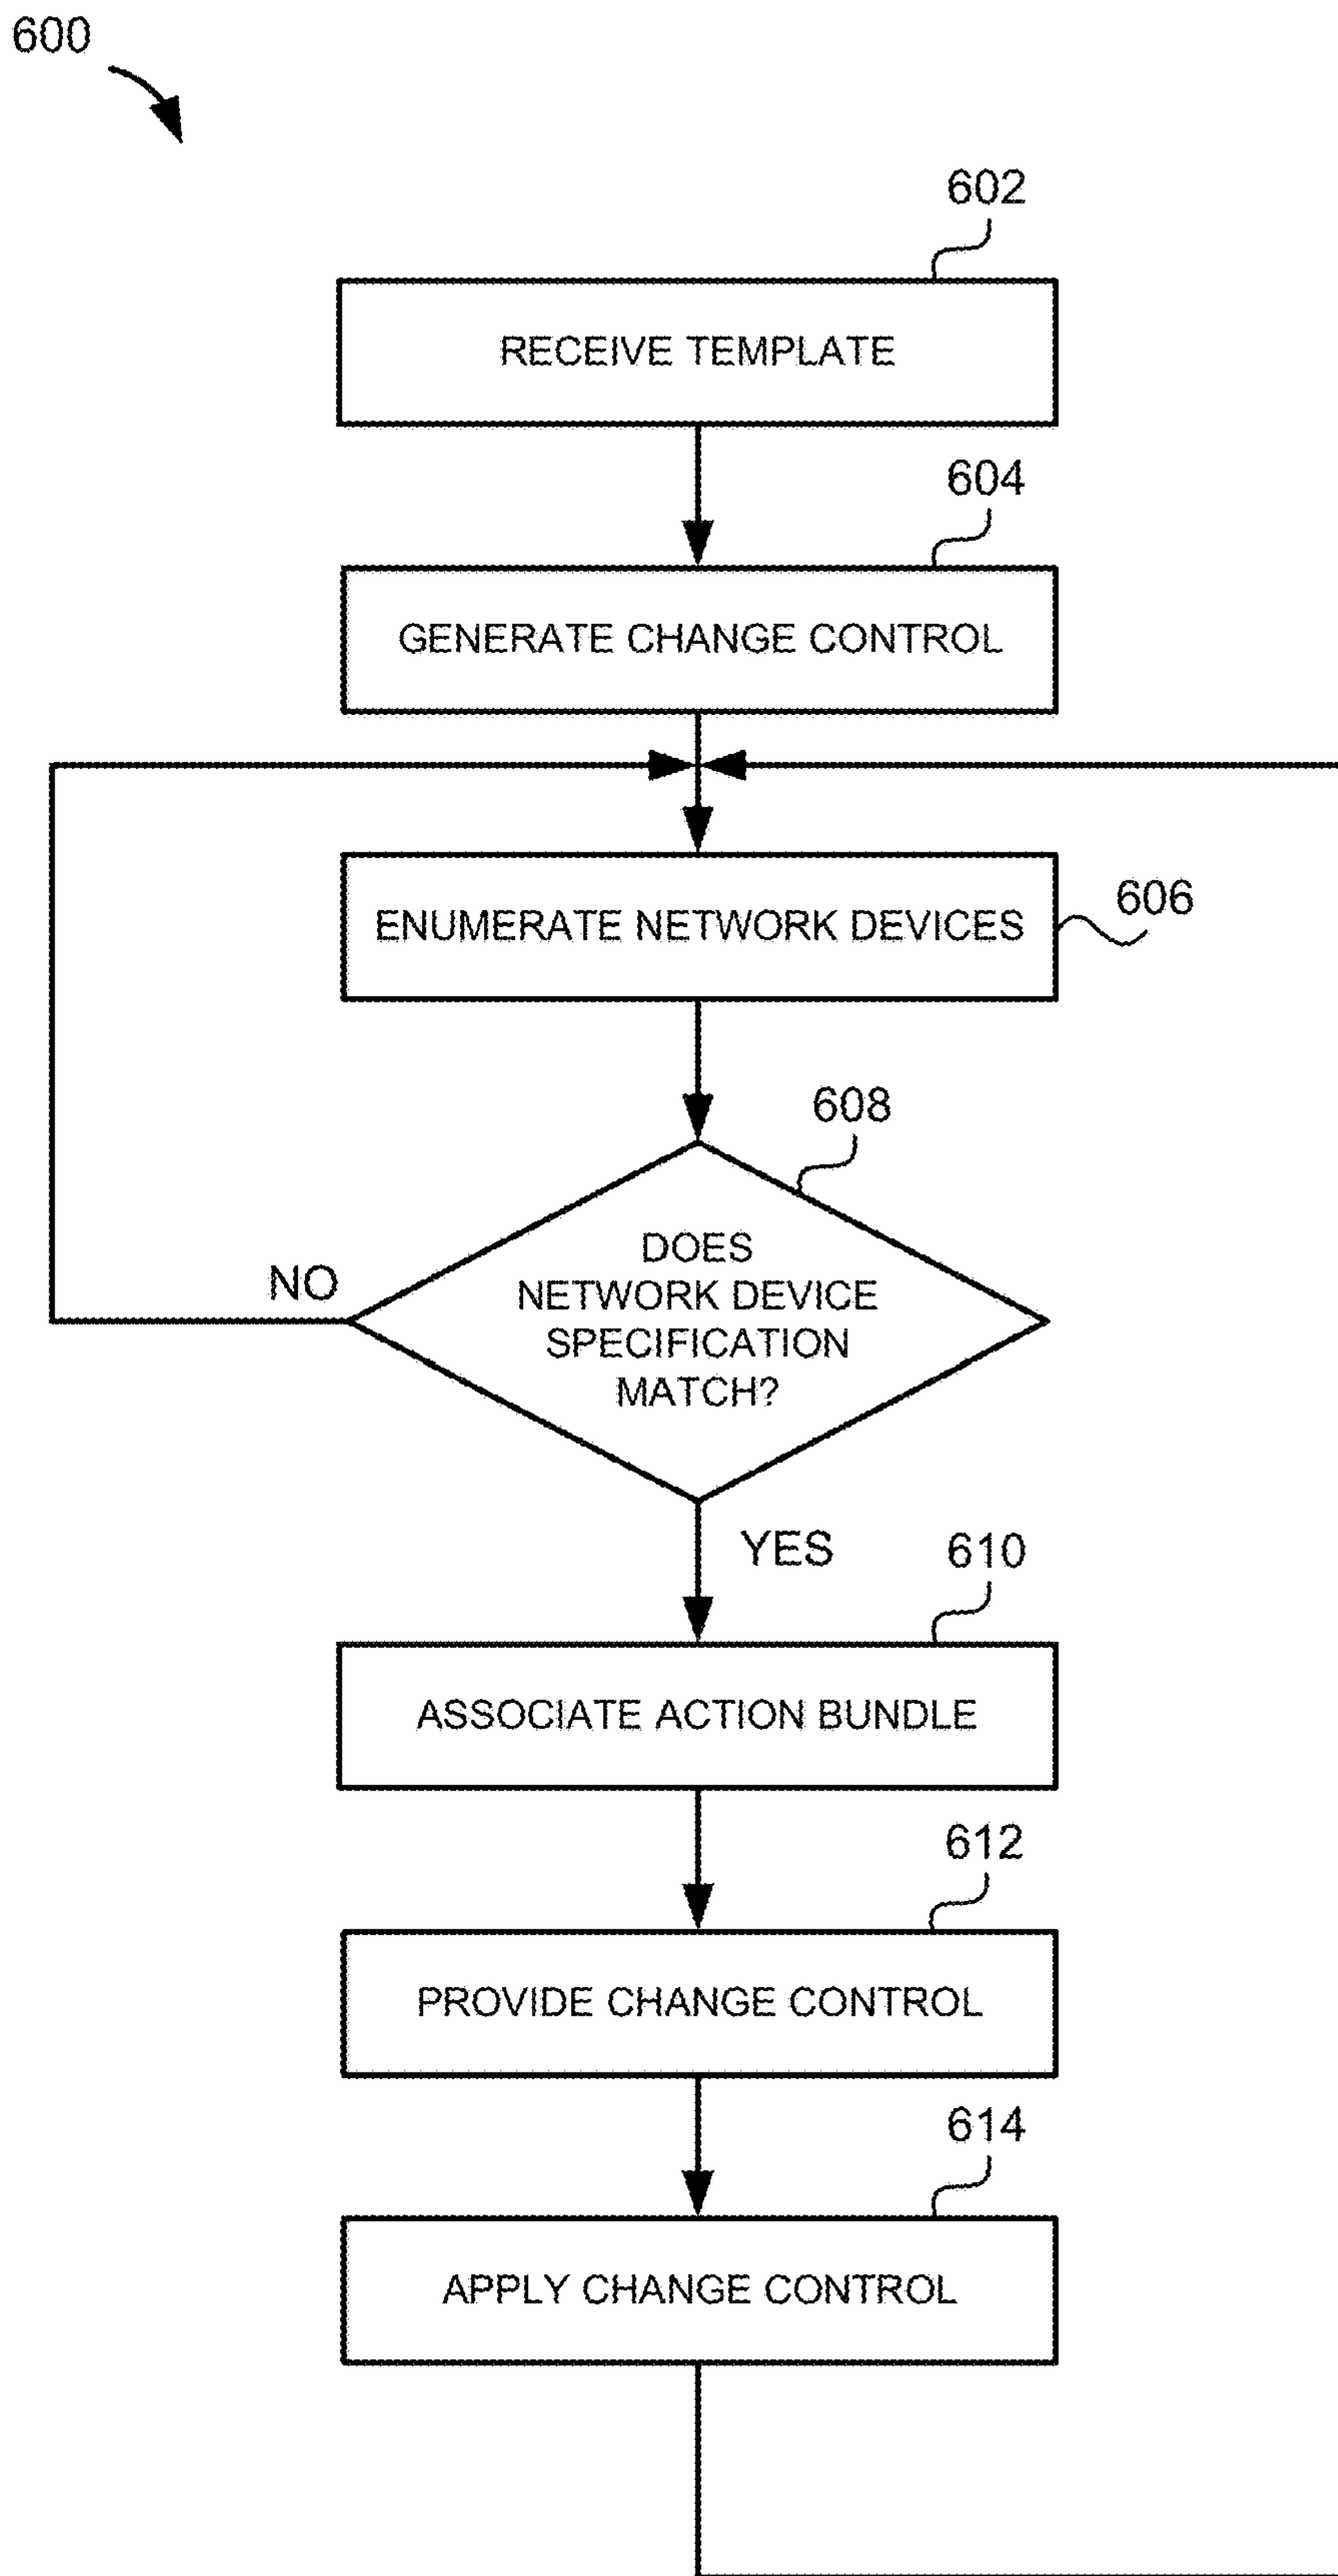 600
602
RECEIVE TEMPLATE
604
GENERATE CHANGE CONTROL
ENUMERATE NETWORK DEVICES
606
608
DOES
NETWORK DEVICE
SPECIFICATION
MATCH?
NO
YES
610
ASSOCIATE ACTION BUNDLE
612
PROVIDE CHANGE CONTROL
614
APPLY CHANGE CONTROL